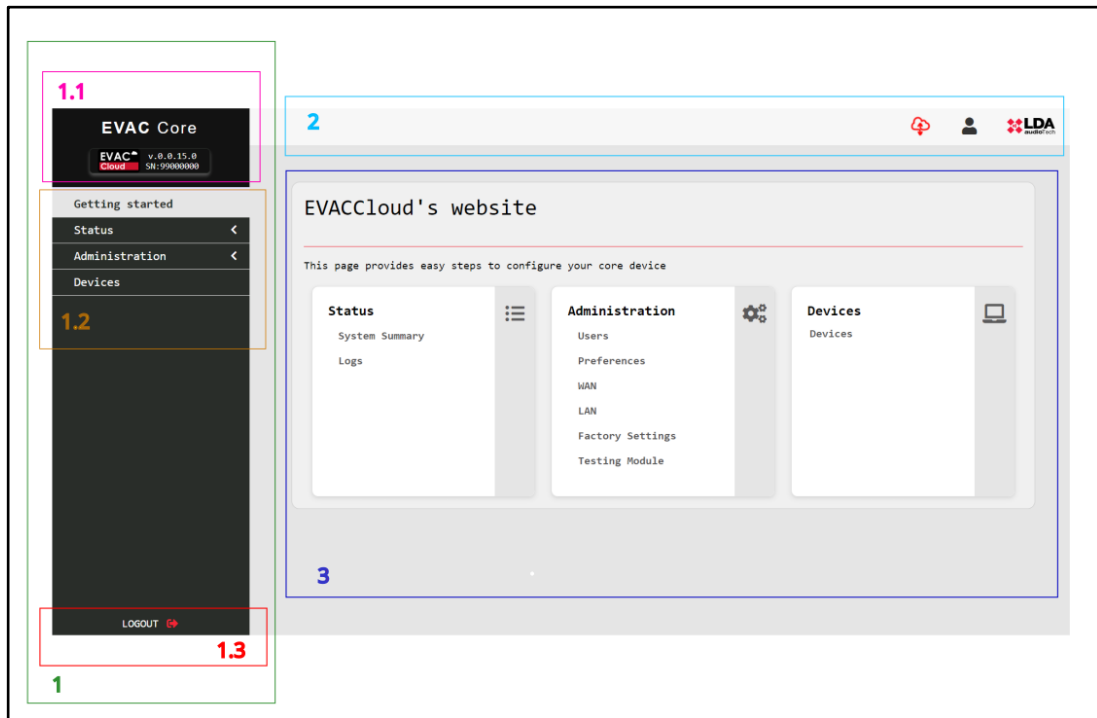 1.1
EVAC Core
EVAC Cloud v.0.0.15.0
SN:99000000
2
LDA
audioTech
Getting started
Status
Administration
Devices
1.2
EVACCloud's website
This page provides easy steps to configure your core device
Status
System Summary
Logs
Administration
Users
Preferences
WAN
LAN
Factory Settings
Testing Module
Devices
Devices
3
LOGOUT
1.3
1